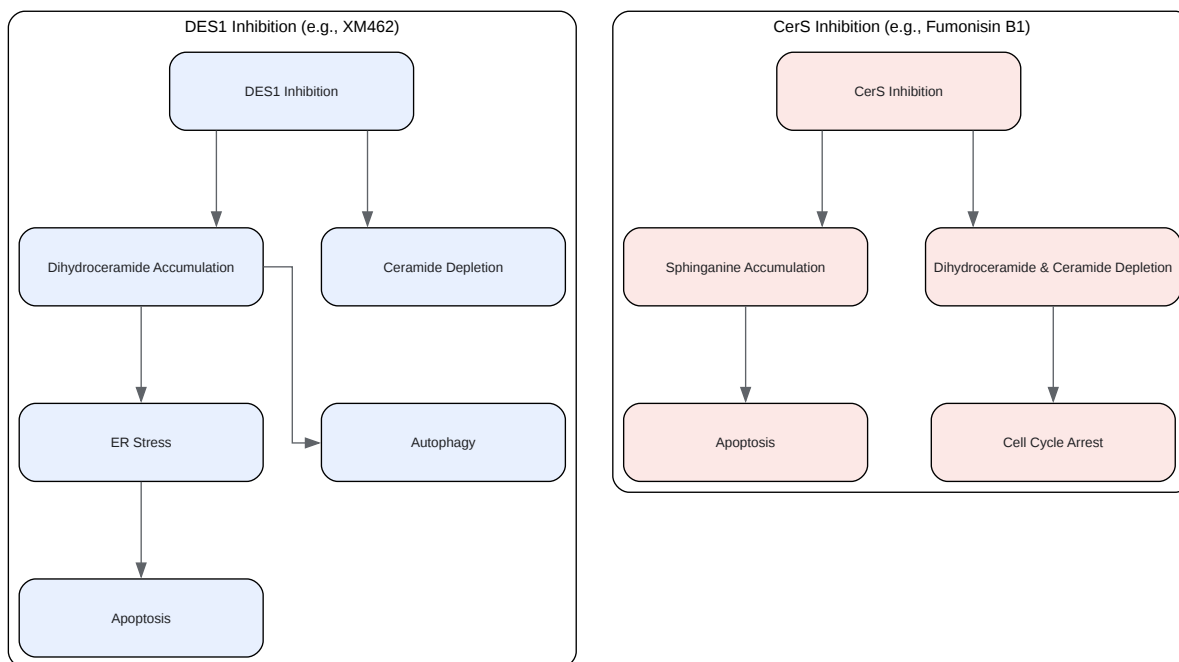 DES1 Inhibition (e.g., XM462)
DES1 Inhibition
Dihydroceramide Accumulation
Ceramide Depletion
ER Stress
Autophagy
Apoptosis
CerS Inhibition (e.g., Fumonisin B1)
CerS Inhibition
Sphinganine Accumulation
Dihydroceramide & Ceramide Depletion
Apoptosis
Cell Cycle Arrest